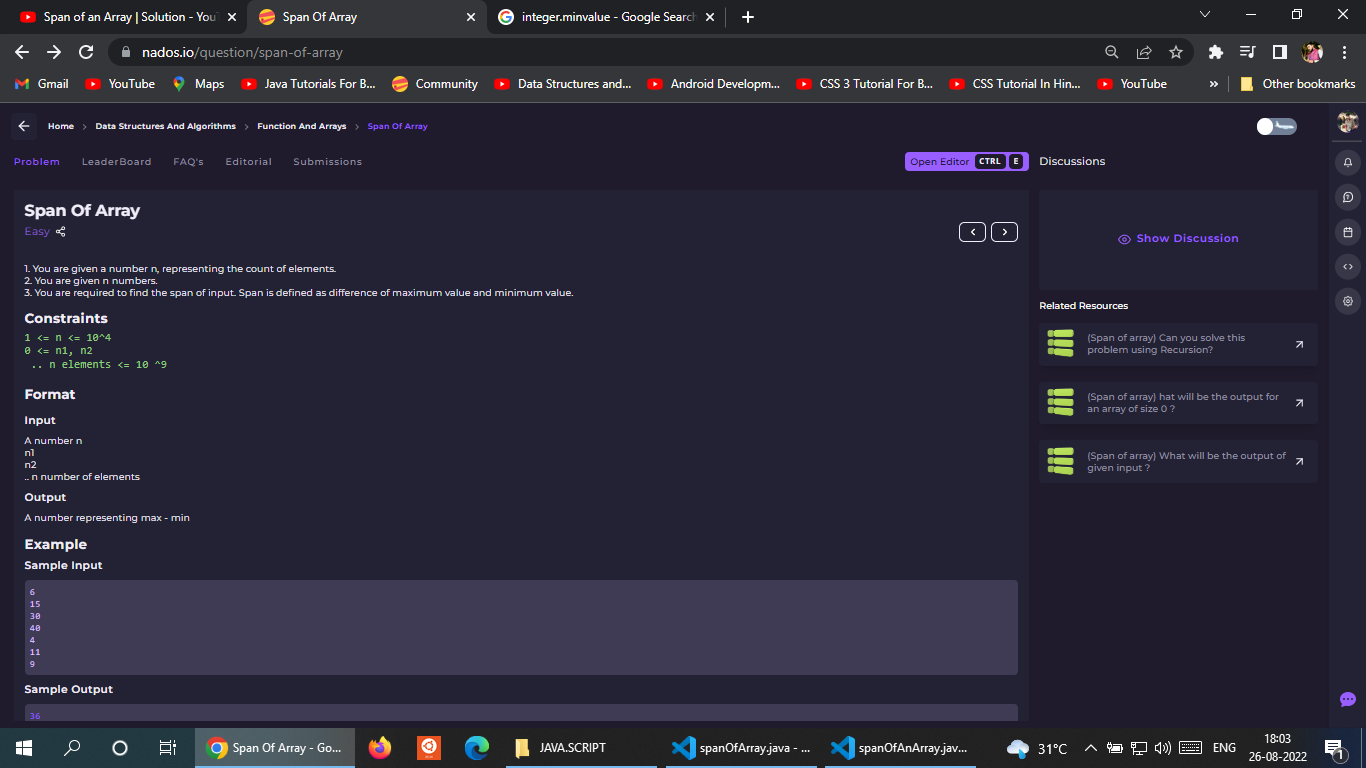 Span of an Array | Solution - You
Span Of Array
integer.minvalue - Google Search
nados.io/question/span-of-array
Gmail
YouTube
Maps
Java Tutorials For B...
Community
Data Structures and...
Android Developm...
CSS 3 Tutorial For B...
CSS Tutorial In Hin...
YouTube
»
Other bookmarks
Home > Data Structures And Algorithms > Function And Arrays > Span Of Array
Problem
LeaderBoard
FAQ's
Editorial
Submissions
Open Editor CTRL E
Discussions
Span Of Array
Easy
Show Discussion
1. You are given a number n, representing the count of elements.
2. You are given n numbers.
3. You are required to find the span of input. Span is defined as difference of maximum value and minimum value.
Constraints
1 <= n <= 10^4
0 <= n1, n2
.. n elements <= 10 ^9
Format
Input
A number n
n1
n2
.. n number of elements
Output
A number representing max - min
Example
Sample Input
6
15
30
40
4
11
9
Sample Output
36
Related Resources
(Span of array) Can you solve this
problem using Recursion?
(Span of array) hat will be the output for
an array of size 0 ?
(Span of array) What will be the output of
given input ?
Span Of Array - Go...
JAVA.SCRIPT
spanOfArray.java - ...
spanOfAnArray.jav...
31°C
ENG
18:03
26-08-2022
1